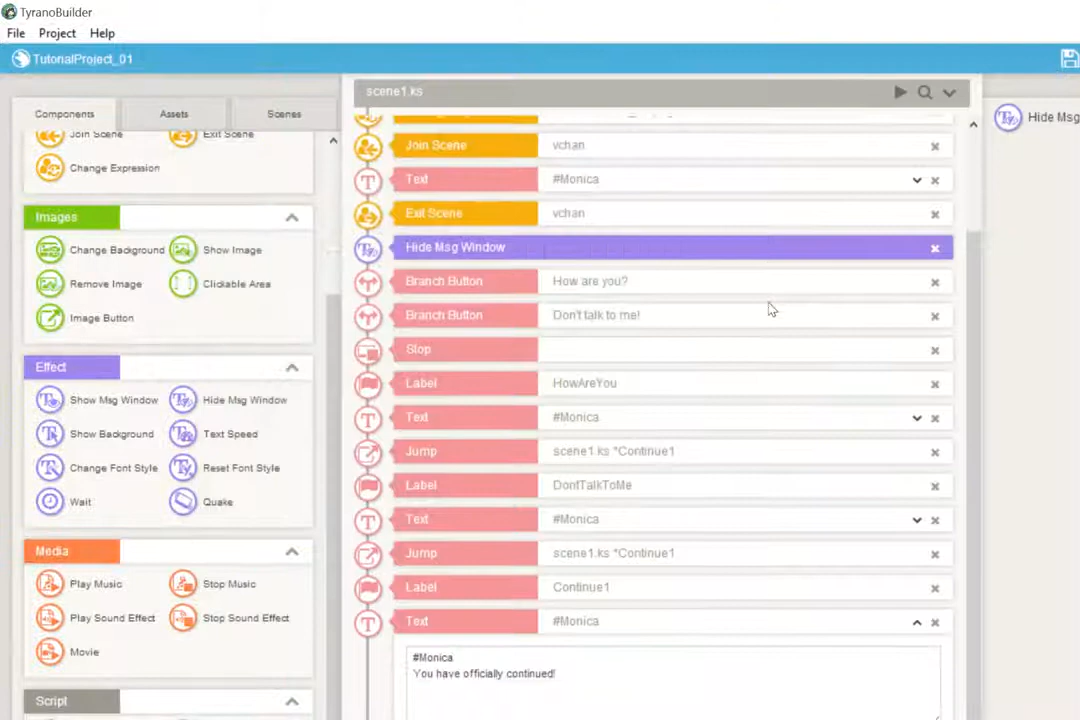 TyranoBuilder
File Project Help
TutorialProject_01
Components Assets Scenes
Join Scene Exit Scene
Change Expression
Images
Change Background Show Image
Remove Image Clickable Area
Image Button
Effect
Show Msg Window Hide Msg Window
Show Background Text Speed
Change Font Style Reset Font Style
Wait Quake
Media
Play Music Stop Music
Play Sound Effect Stop Sound Effect
Movie
Script
scene1.ks
Join Scene vchan
Text #Monica
Exit Scene vchan
Hide Msg Window
Branch Button How are you?
Branch Button Don't talk to me!
Stop
Label HowAreYou
Text #Monica
Jump scene1.ks *Continue1
Label DontTalkToMe
Text #Monica
Jump scene1.ks *Continue1
Label Continue1
Text #Monica
#Monica
You have officially continued!
Hide Msg